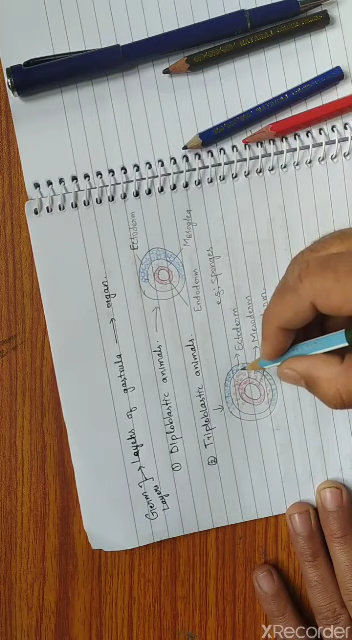 Germ } → Layers of gastrula → organ.
Layers
① Diploblastic animals. →
Ectoderm
Mesoglea
Endoderm
e.g: Sponges
② Triploblastic animals.
→ Ectoderm
→ Mesoderm
XRecorder